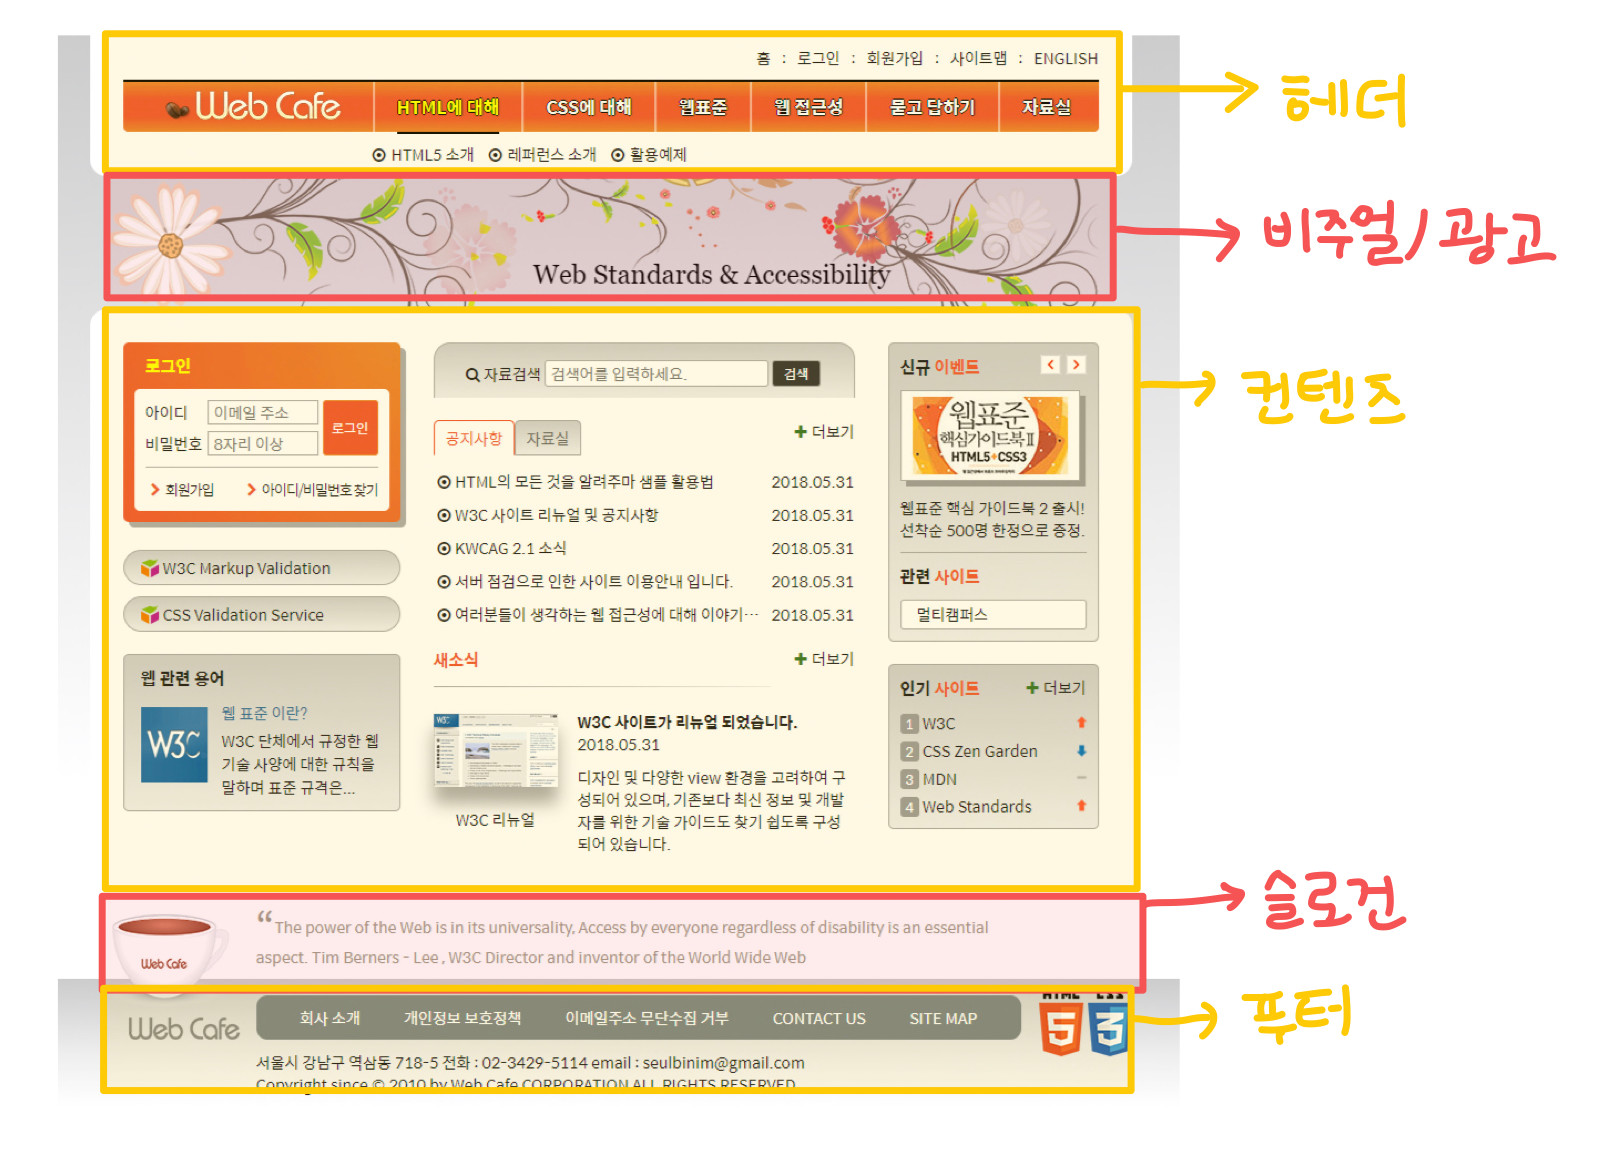 홈 : 로그인 : 회원가입 : 사이트맵 : ENGLISH
Web Cafe HTML에 대해 CSS에 대해 웹표준 웹 접근성 묻고 답하기 자료실
HTML5 소개 레퍼런스 소개 활용예제
헤더
Web Standards & Accessibility
비주얼/광고
컨텐츠
로그인
아이디 이메일 주소
비밀번호 8자리 이상
로그인
회원가입 아이디/비밀번호 찾기
W3C Markup Validation
CSS Validation Service
웹 관련 용어
W3C
웹 표준 이란?
W3C 단체에서 규정한 웹
기술 사양에 대한 규칙을
말하며 표준 규격은...
자료검색 검색어를 입력하세요. 검색
공지사항 자료실 더보기
HTML의 모든 것을 알려주마 샘플 활용법 2018.05.31
W3C 사이트 리뉴얼 및 공지사항 2018.05.31
KWCAG 2.1 소식 2018.05.31
서버 점검으로 인한 사이트 이용안내 입니다. 2018.05.31
여러분들이 생각하는 웹 접근성에 대해 이야기… 2018.05.31
새소식 더보기
W3C 리뉴얼
W3C 사이트가 리뉴얼 되었습니다.
2018.05.31
디자인 및 다양한 view 환경을 고려하여 구
성되어 있으며, 기존보다 최신 정보 및 개발
자를 위한 기술 가이드도 찾기 쉽도록 구성
되어 있습니다.
신규 이벤트
웹표준
핵심가이드북 II
HTML5+CSS3
웹표준 핵심 가이드북 2 출시!
선착순 500명 한정으로 증정.
관련 사이트
멀티캠퍼스
인기 사이트 더보기
1 W3C
2 CSS Zen Garden
3 MDN
4 Web Standards
슬로건
Web Cafe
“The power of the Web is in its universality, Access by everyone regardless of disability is an essential
aspect. Tim Berners - Lee , W3C Director and inventor of the World Wide Web
푸터
Web Cafe
회사 소개 개인정보 보호정책 이메일주소 무단수집 거부 CONTACT US SITE MAP
HTML CSS
5 3
서울시 강남구 역삼동 718-5 전화 : 02-3429-5114 email : seulbinim@gmail.com
Copyright since © 2010 by Web Cafe CORPORATION ALL RIGHTS RESERVED